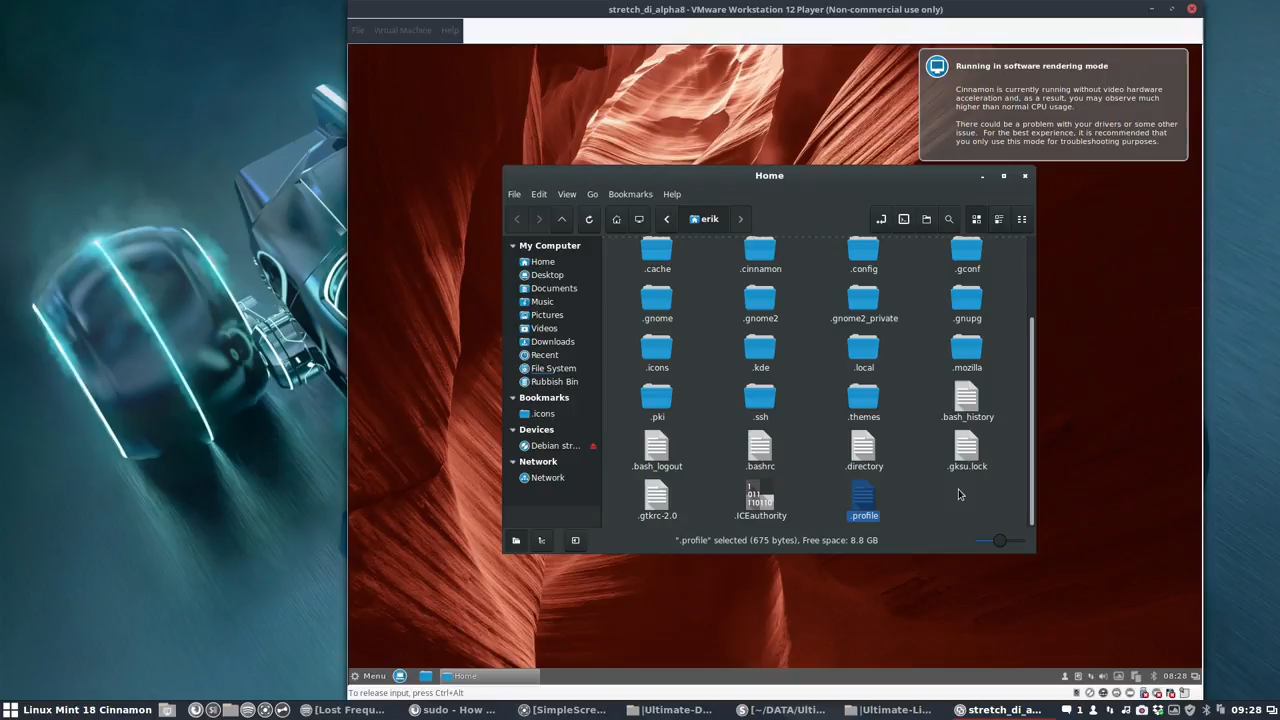 stretch_di_alpha8 - VMware Workstation 12 Player (Non-commercial use only)
File Virtual Machine Help
Running in software rendering mode
Cinnamon is currently running without video hardware
acceleration and, as a result, you may observe much
higher than normal CPU usage.
There could be a problem with your drivers or some other
issue. For the best experience, it is recommended that
you only use this mode for troubleshooting purposes.
Home
File Edit View Go Bookmarks Help
erik
My Computer
Home
Desktop
Documents
Music
Pictures
Videos
Downloads
Recent
File System
Rubbish Bin
Bookmarks
.icons
Devices
Debian str...
Network
Network
.cache .cinnamon .config .gconf
.gnome .gnome2 .gnome2_private .gnupg
.icons .kde .local .mozilla
.pki .ssh .themes .bash_history
.bash_logout .bashrc .directory .gksu.lock
1
011
110110
.gtkrc-2.0 .ICEauthority .profile
".profile" selected (675 bytes), Free space: 8.8 GB
Menu Home 08:28
To release input, press Ctrl+Alt
Linux Mint 18 Cinnamon [Lost Frequ... sudo - How ... [SimpleScre... |Ultimate-D... [~/DATA/Ulti... |Ultimate-Li... stretch_di_a... 1 09:28